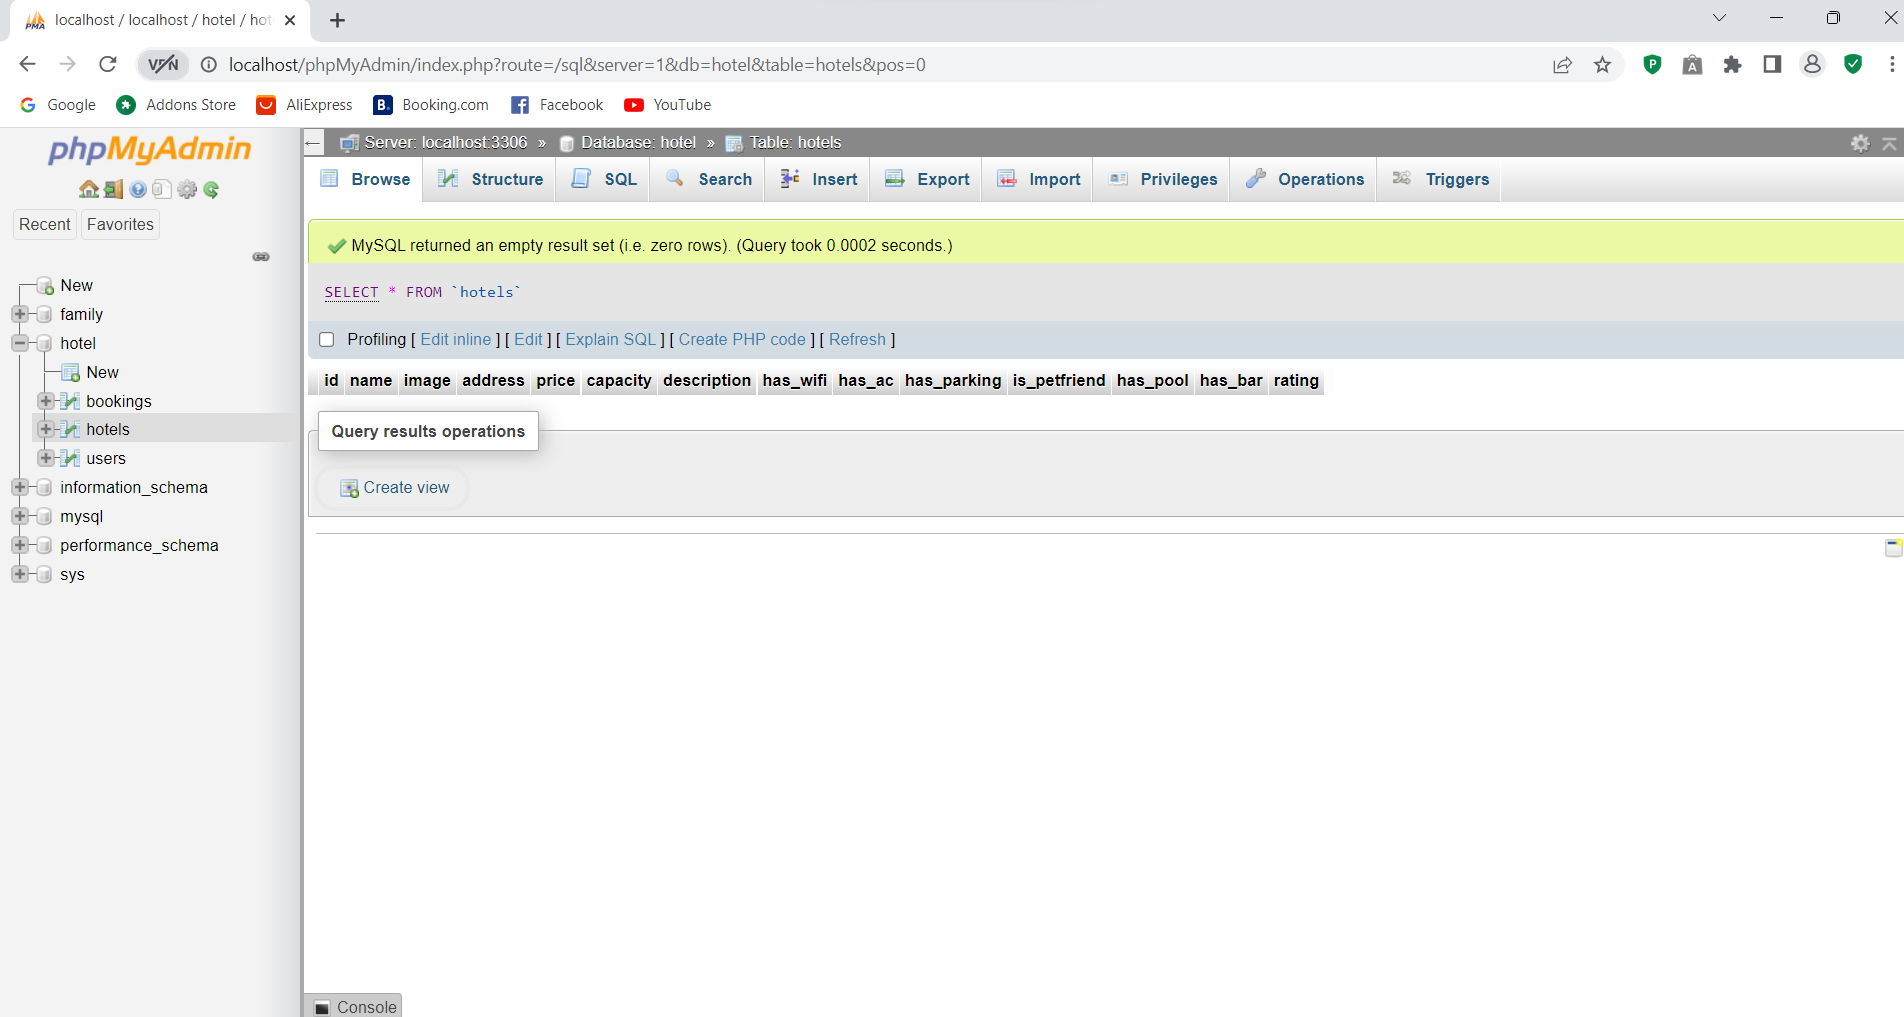 localhost / localhost / hotel / hot
VPN
localhost/phpMyAdmin/index.php?route=/sql&server=1&db=hotel&table=hotels&pos=0
Google Addons Store AliExpress Booking.com Facebook YouTube
phpMyAdmin
Recent Favorites
New
family
hotel
New
bookings
hotels
users
information_schema
mysql
performance_schema
sys
Server: localhost:3306 » Database: hotel » Table: hotels
Browse Structure SQL Search Insert Export Import Privileges Operations Triggers
MySQL returned an empty result set (i.e. zero rows). (Query took 0.0002 seconds.)
SELECT * FROM `hotels`
Profiling [ Edit inline ] [ Edit ] [ Explain SQL ] [ Create PHP code ] [ Refresh ]
id name image address price capacity description has_wifi has_ac has_parking is_petfriend has_pool has_bar rating
Query results operations
Create view
Console